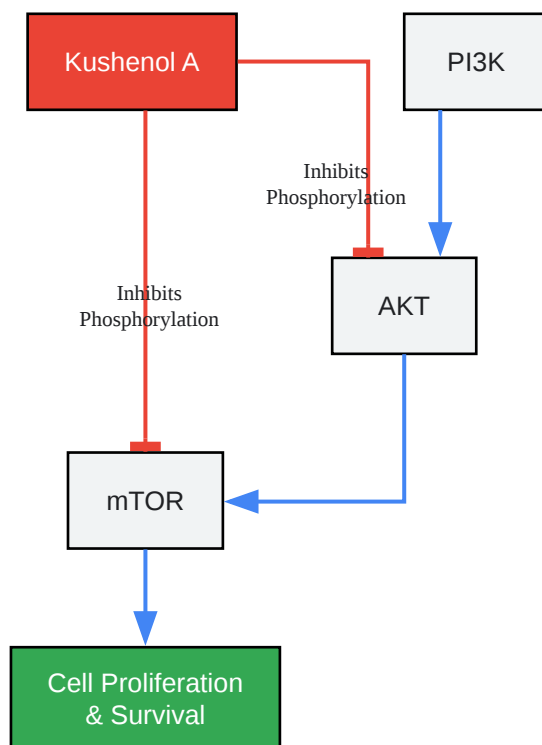 Kushenol A
PI3K
Inhibits
Phosphorylation
AKT
Inhibits
Phosphorylation
mTOR
Cell Proliferation
& Survival